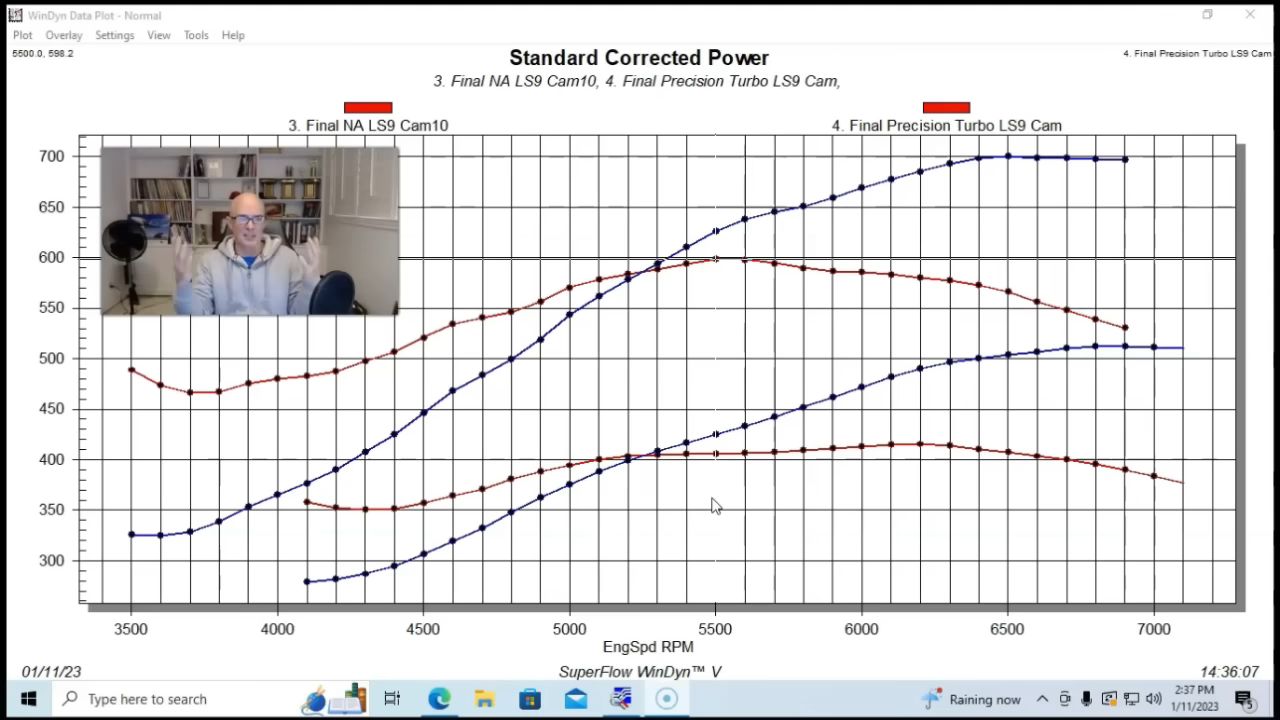 WinDyn Data Plot - Normal
Plot Overlay Settings View Tools Help
5500.0, 598.2
4. Final Precision Turbo LS9 Cam
Standard Corrected Power
3. Final NA LS9 Cam10, 4. Final Precision Turbo LS9 Cam,
3. Final NA LS9 Cam10
4. Final Precision Turbo LS9 Cam
700
650
600
550
500
450
400
350
300
3500 4000 4500 5000 5500 6000 6500 7000
EngSpd RPM
01/11/23
SuperFlow WinDyn™ V
14:36:07
Type here to search
Raining now
2:37 PM
1/11/2023
5